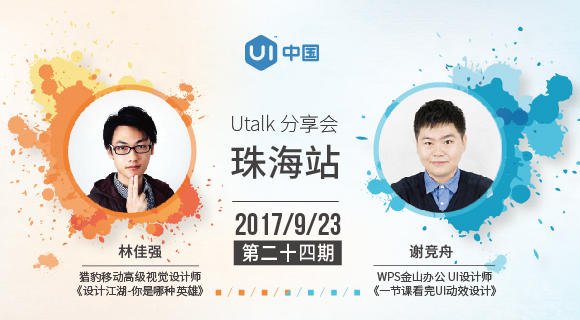 UI 中国
Utalk 分享会
珠海站
2017/9/23
第二十四期
林佳强
猎豹移动高级视觉设计师
《设计江湖-你是哪种英雄》
谢竞舟
WPS金山办公 UI设计师
《一节课看完UI动效设计》